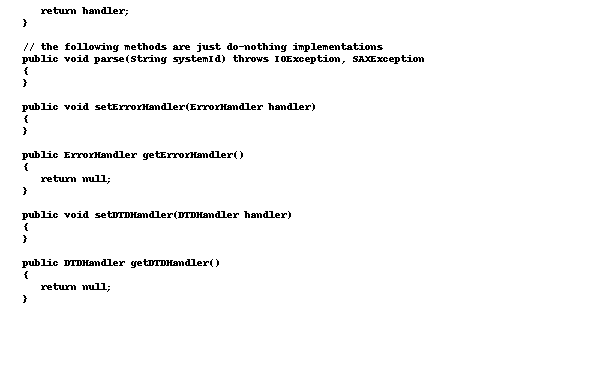 return handler;
}
// the following methods are just do-nothing implementations
public void parse(String systemId) throws IOException, SAXException
{
}
public void setErrorHandler(ErrorHandler handler)
{
}
public ErrorHandler getErrorHandler()
{
return null;
}
public void setDTDHandler(DTDHandler handler)
{
}
public DTDHandler getDTDHandler()
{
return null;
}